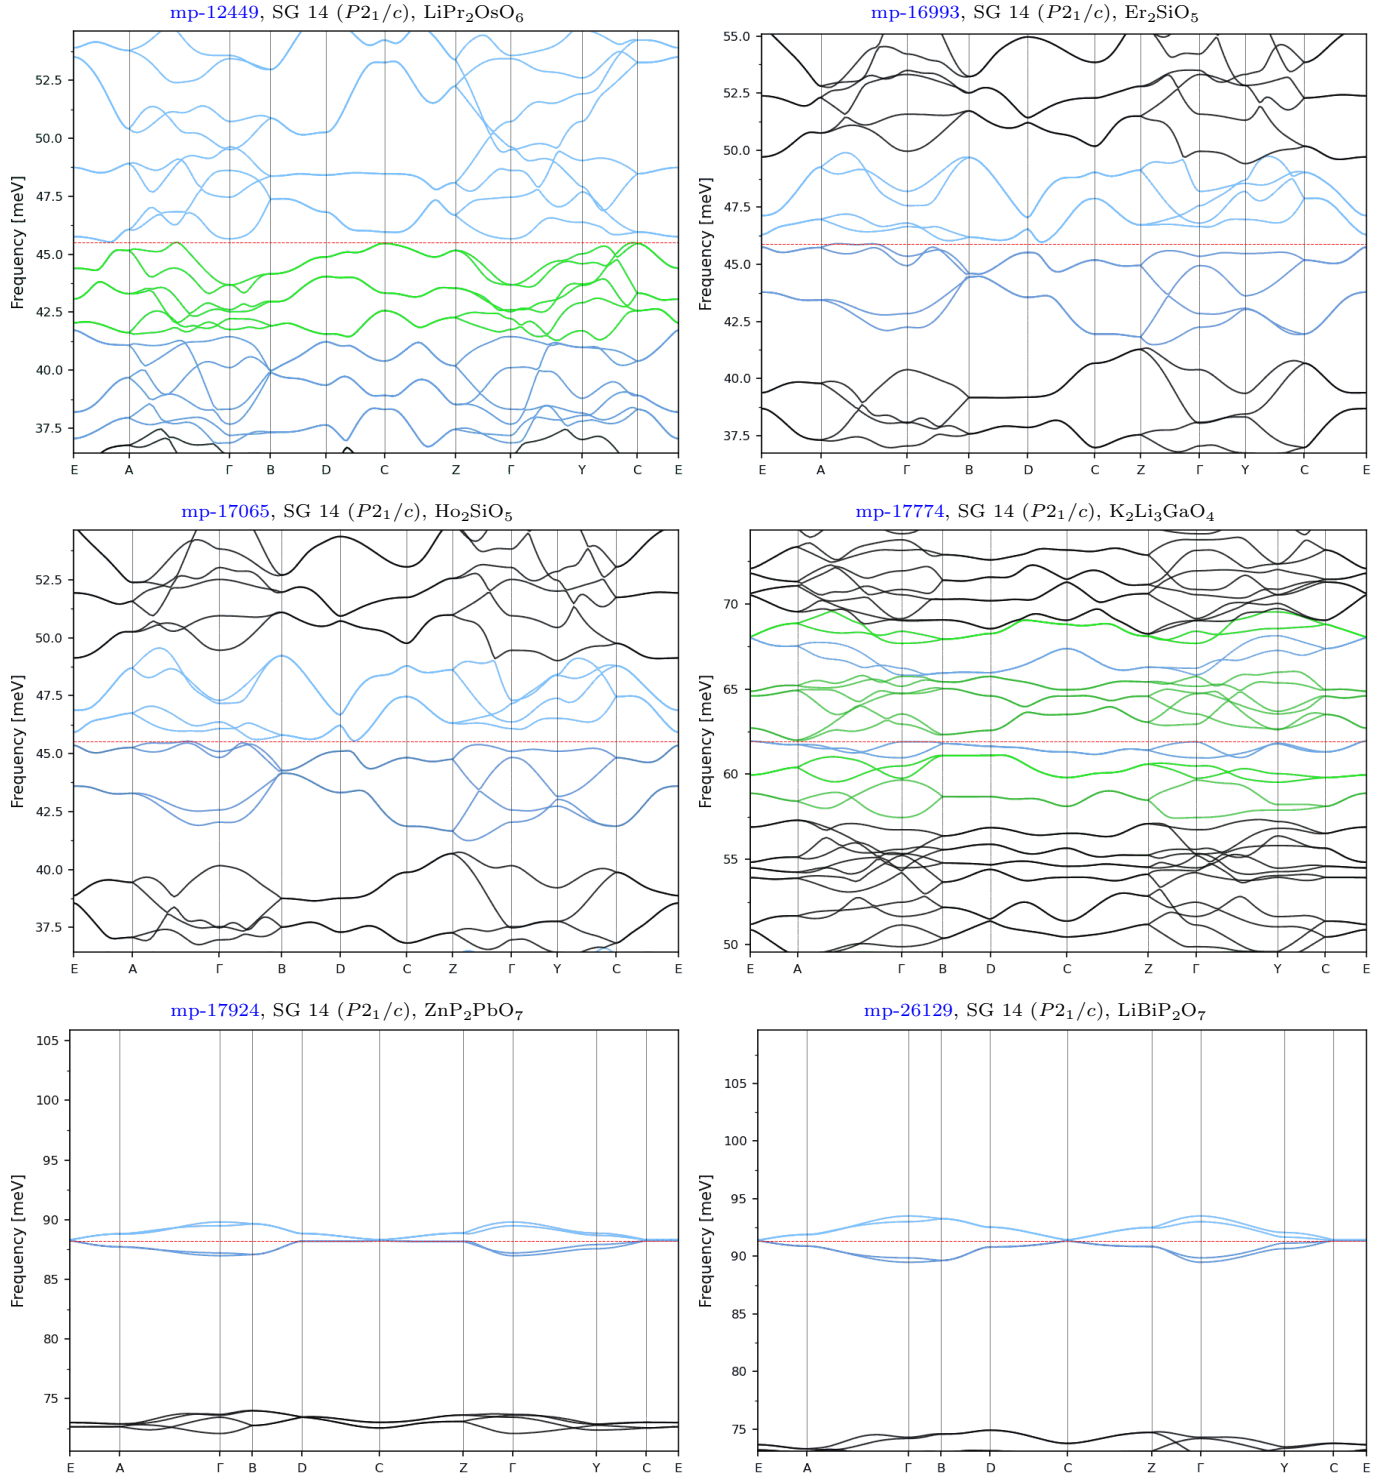 mp-12449, SG 14 (P2₁/c), LiPr₂OsO₆
Frequency [meV]
52.5
50.0
47.5
45.0
42.5
40.0
37.5
E A Γ B D C Z Γ Y C E
mp-16993, SG 14 (P2₁/c), Er₂SiO₅
Frequency [meV]
55.0
52.5
50.0
47.5
45.0
42.5
40.0
37.5
E A Γ B D C Z Γ Y C E
mp-17065, SG 14 (P2₁/c), Ho₂SiO₅
Frequency [meV]
52.5
50.0
47.5
45.0
42.5
40.0
37.5
E A Γ B D C Z Γ Y C E
mp-17774, SG 14 (P2₁/c), K₂Li₃GaO₄
Frequency [meV]
70
65
60
55
50
E A Γ B D C Z Γ Y C E
mp-17924, SG 14 (P2₁/c), ZnP₂PbO₇
Frequency [meV]
105
100
95
90
85
80
75
E A Γ B D C Z Γ Y C E
mp-26129, SG 14 (P2₁/c), LiBiP₂O₇
Frequency [meV]
105
100
95
90
85
80
75
E A Γ B D C Z Γ Y C E